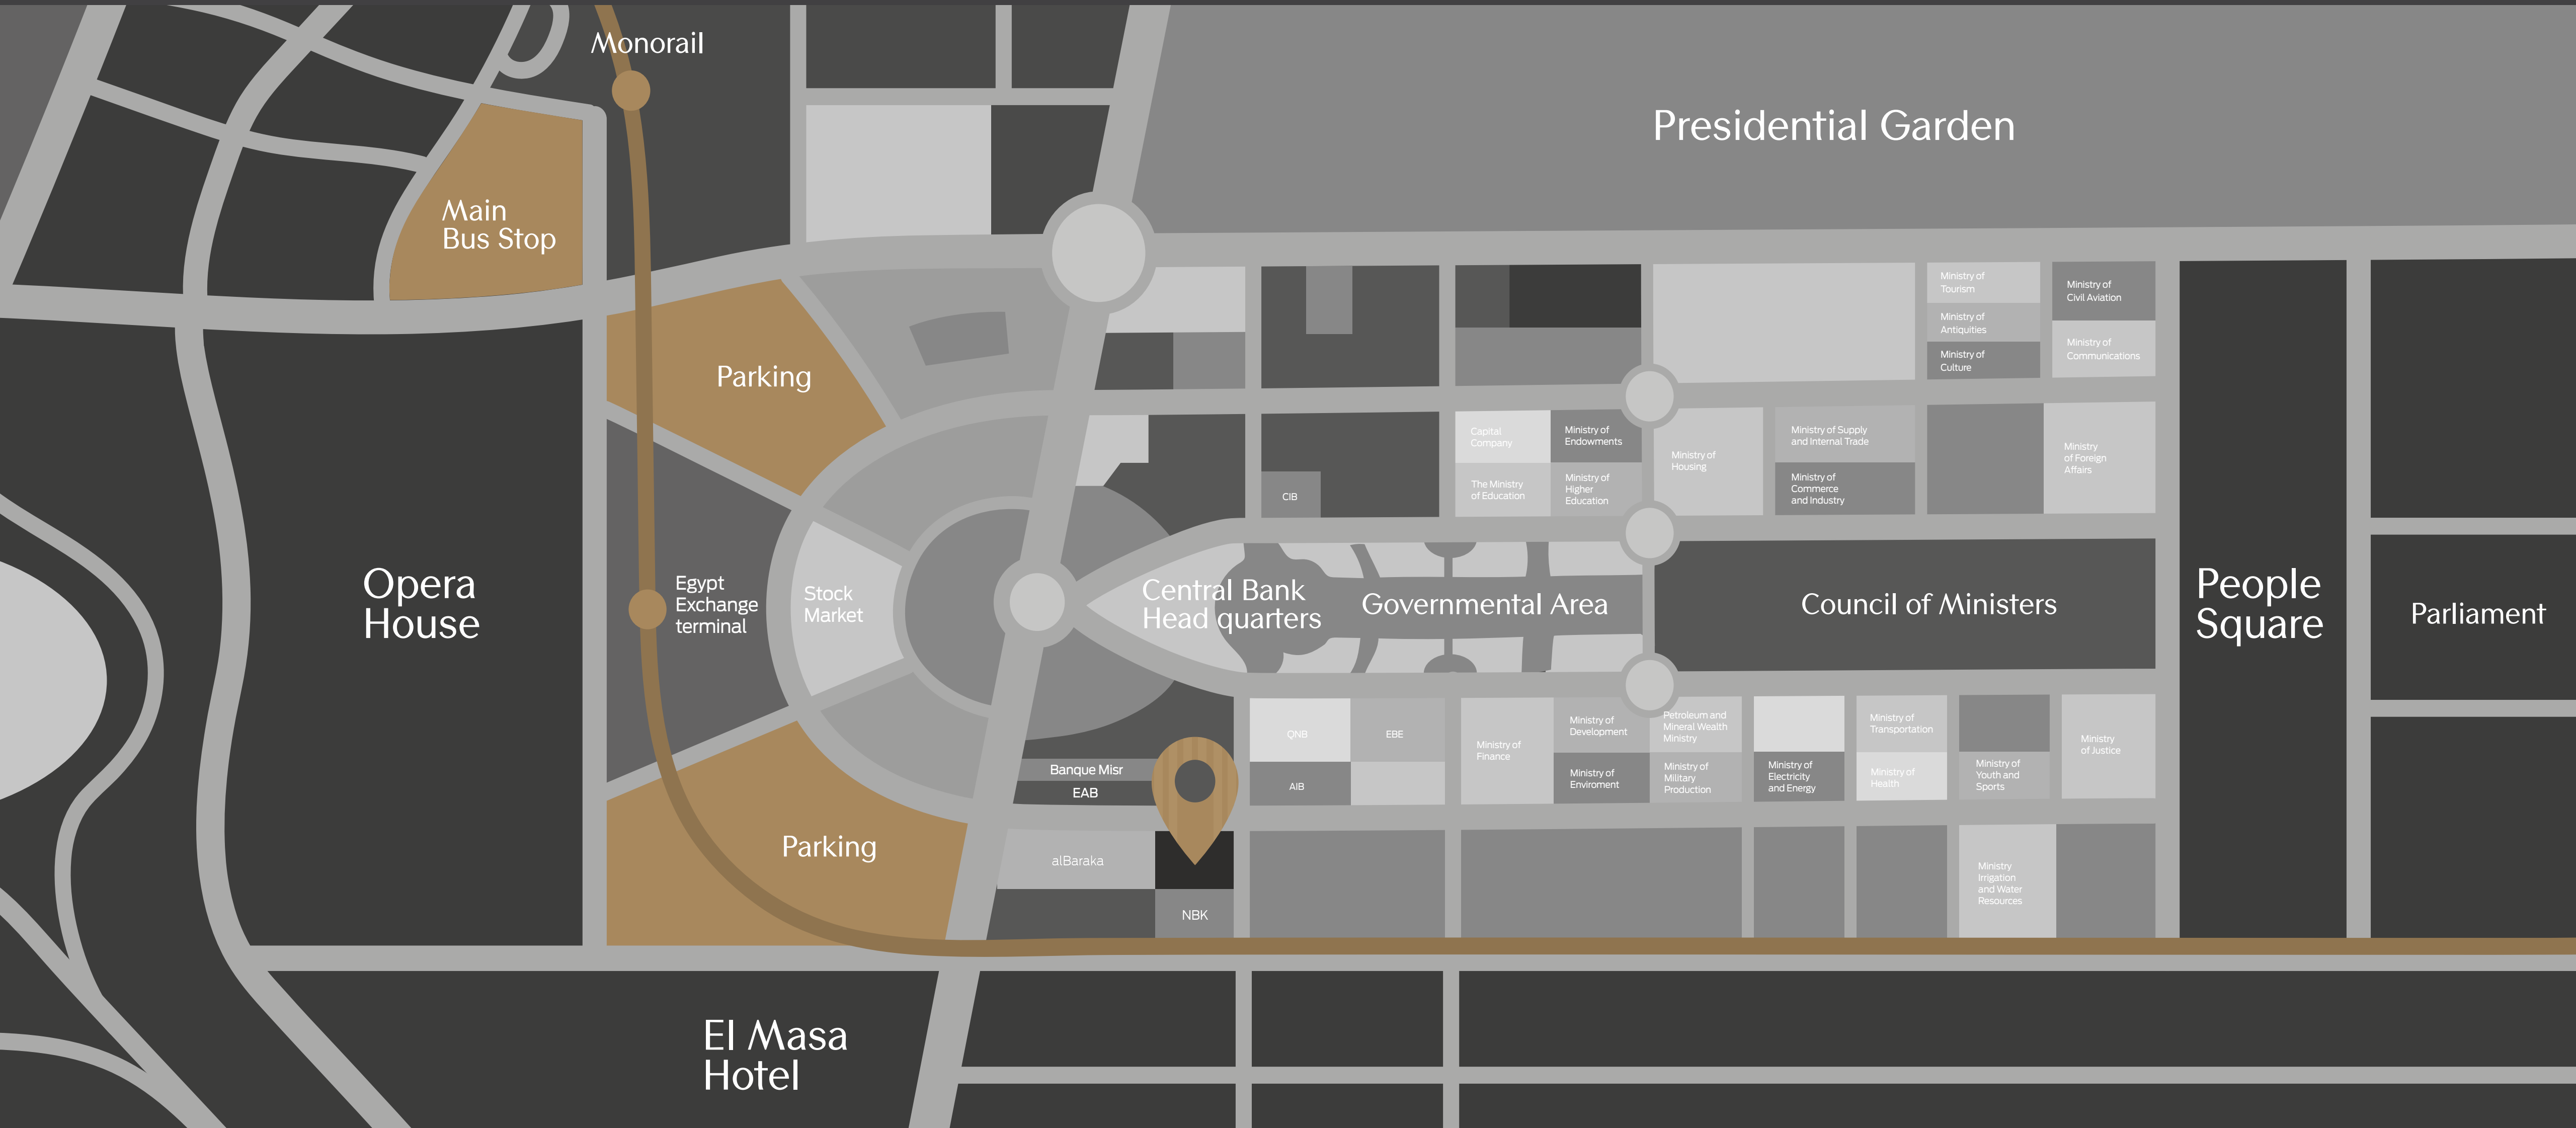 Monorail
Presidential Garden
Main
Bus Stop
Parking
Ministry of
Tourism
Ministry of
Antiquities
Ministry of
Culture
Ministry of
Civil Aviation
Ministry of
Communications
Capital
Company
Ministry of
Endowments
The Ministry
of Education
Ministry of
Higher
Education
CIB
Ministry of
Housing
Ministry of Supply
and Internal Trade
Ministry of
Commerce
and Industry
Ministry
of Foreign
Affairs
Opera
House
Egypt
Exchange
terminal
Stock
Market
Central Bank
Head quarters
Governmental Area
Council of Ministers
People
Square
Parliament
Banque Misr
EAB
QNB
EBE
AIB
Ministry of
Finance
Ministry of
Development
Ministry of
Enviroment
Petroleum and
Mineral Wealth
Ministry
Ministry of
Military
Production
Ministry of
Electricity
and Energy
Ministry of
Transportation
Ministry of
Health
Ministry of
Youth and
Sports
Ministry
of Justice
Parking
alBaraka
NBK
Ministry
Irrigation
and Water
Resources
El Masa
Hotel